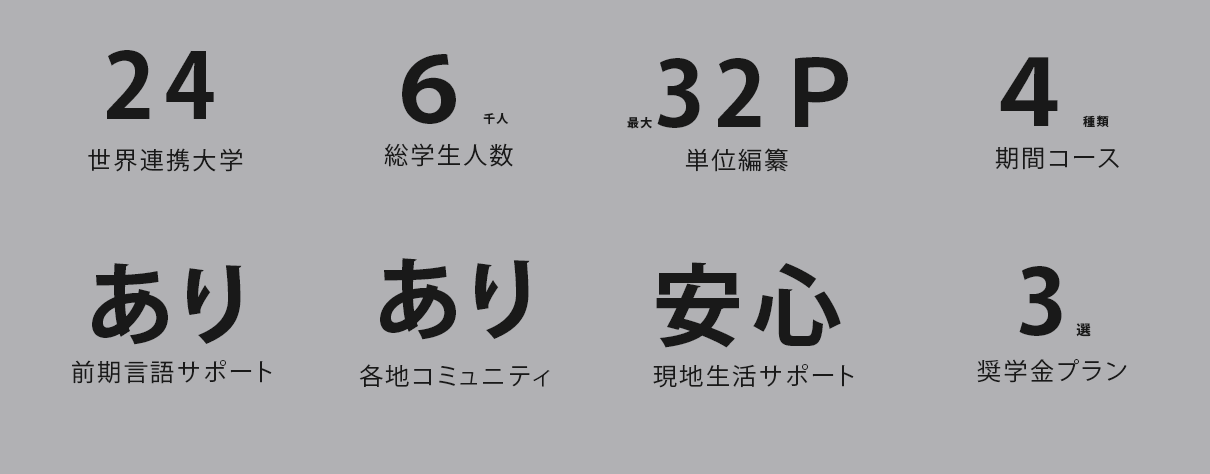 24
世界連携大学
6 千人
総学生人数
最大 32 P
単位編纂
4 種類
期間コース
あり
前期言語サポート
あり
各地コミュニティ
安心
現地生活サポート
3 選
奨学金プラン